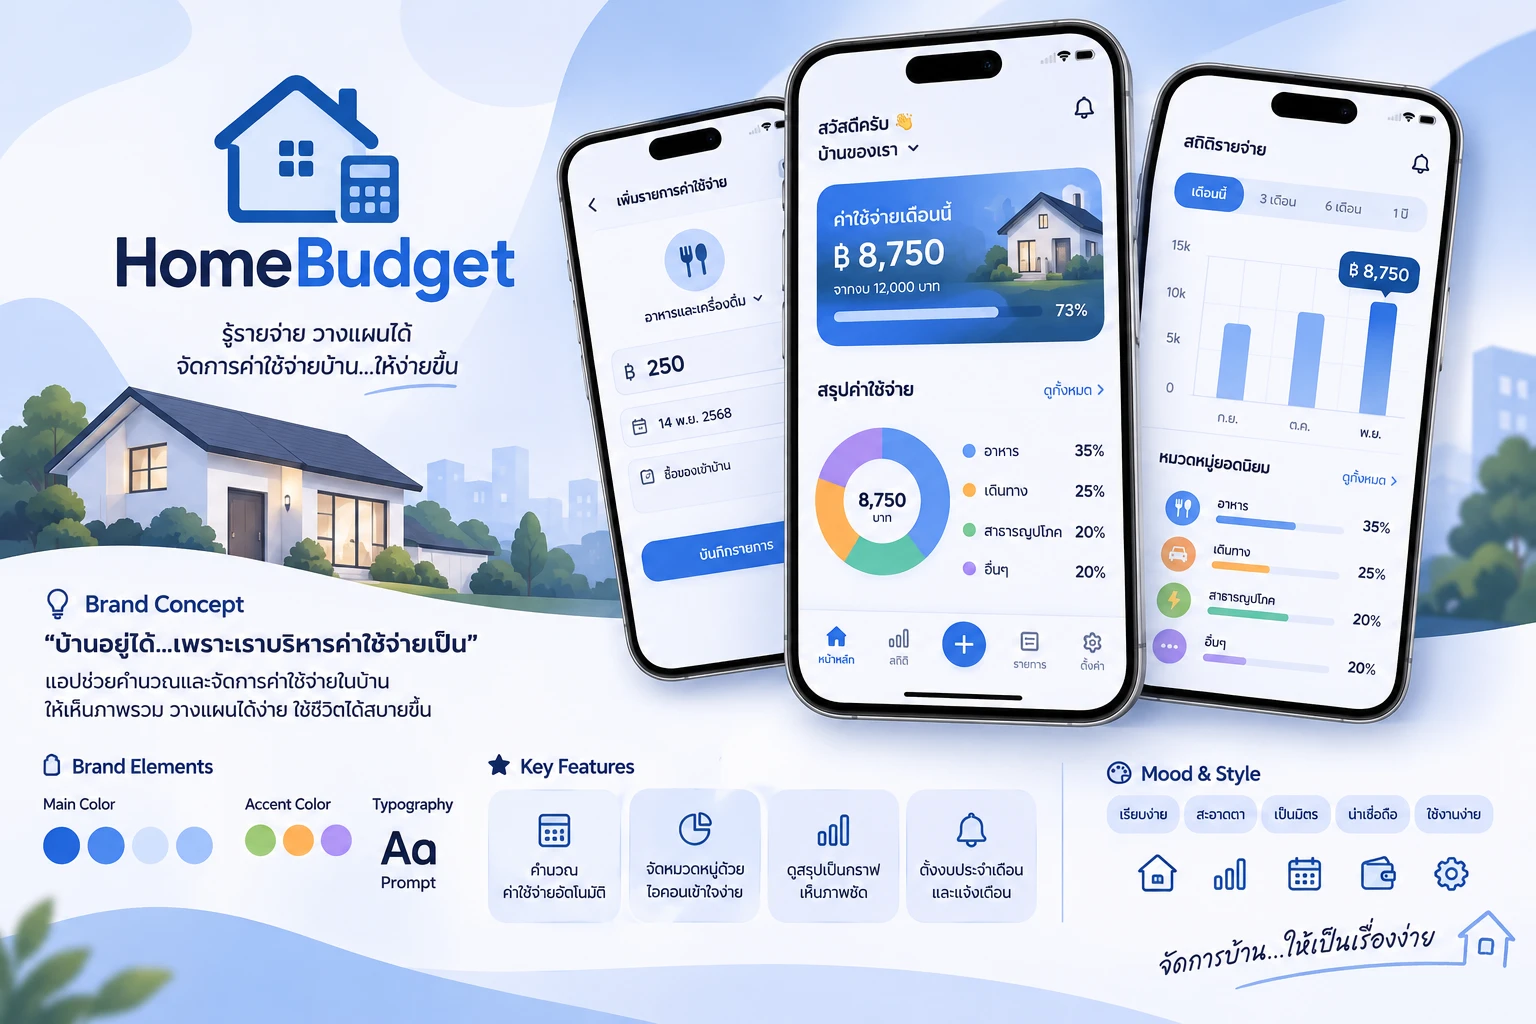 HomeBudget
รู้รายจ่าย วางแผนได้
จัดการค่าใช้จ่ายบ้าน...ให้ง่ายขึ้น
เพิ่มรายการค่าใช้จ่าย
อาหารและเครื่องดื่ม
฿ 250
14 พ.ย. 2568
ซื้อของเข้าบ้าน
บันทึกรายการ
สวัสดีครับ 👋
บ้านของเรา
ค่าใช้จ่ายเดือนนี้
฿ 8,750
จากงบ 12,000 บาท
73%
สรุปค่าใช้จ่าย
ดูทั้งหมด
8,750
บาท
อาหาร 35%
เดินทาง 25%
สาธารณูปโภค 20%
อื่นๆ 20%
หน้าหลัก
สถิติ
รายการ
ตั้งค่า
สถิติรายจ่าย
เดือนนี้ 3 เดือน 6 เดือน 1 ปี
15k
฿ 8,750
10k
5k
0
ก.ย. ต.ค. พ.ย.
หมวดหมู่ยอดนิยม
ดูทั้งหมด
อาหาร 35%
เดินทาง 25%
สาธารณูปโภค 20%
อื่นๆ 20%
Brand Concept
“บ้านอยู่ได้...เพราะเราบริหารค่าใช้จ่ายเป็น”
แอปช่วยคำนวณและจัดการค่าใช้จ่ายในบ้าน
ให้เห็นภาพรวม วางแผนได้ง่าย ใช้ชีวิตได้สบายขึ้น
Brand Elements
Main Color
Accent Color
Typography
Aa
Prompt
Key Features
คำนวณ
ค่าใช้จ่ายอัตโนมัติ
จัดหมวดหมู่ด้วย
ไอคอนเข้าใจง่าย
ดูสรุปเป็นกราฟ
เห็นภาพชัด
ตั้งงบประจำเดือน
และแจ้งเตือน
Mood & Style
เรียบง่าย
สะอาดตา
เป็นมิตร
น่าเชื่อถือ
ใช้งานง่าย
จัดการบ้าน...ให้เป็นเรื่องง่าย